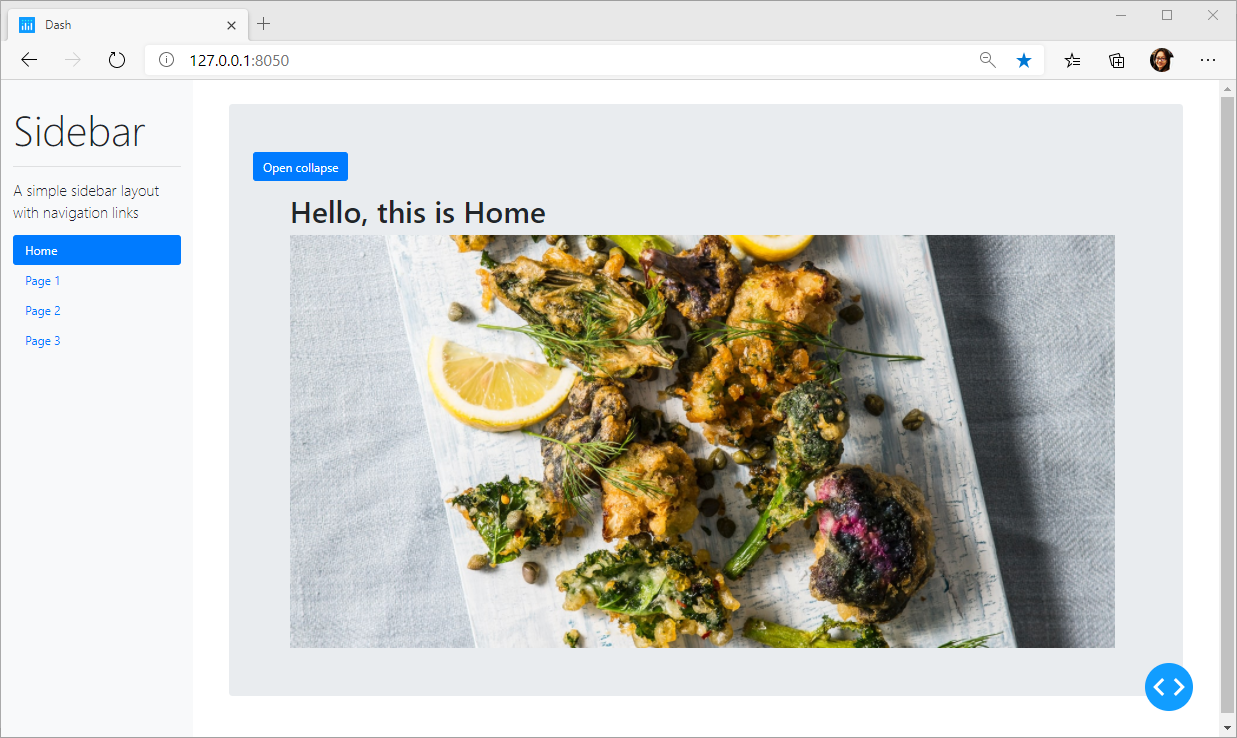 Dash
127.0.0.1:8050
Sidebar
A simple sidebar layout
with navigation links
Home
Page 1
Page 2
Page 3
Open collapse
Hello, this is Home